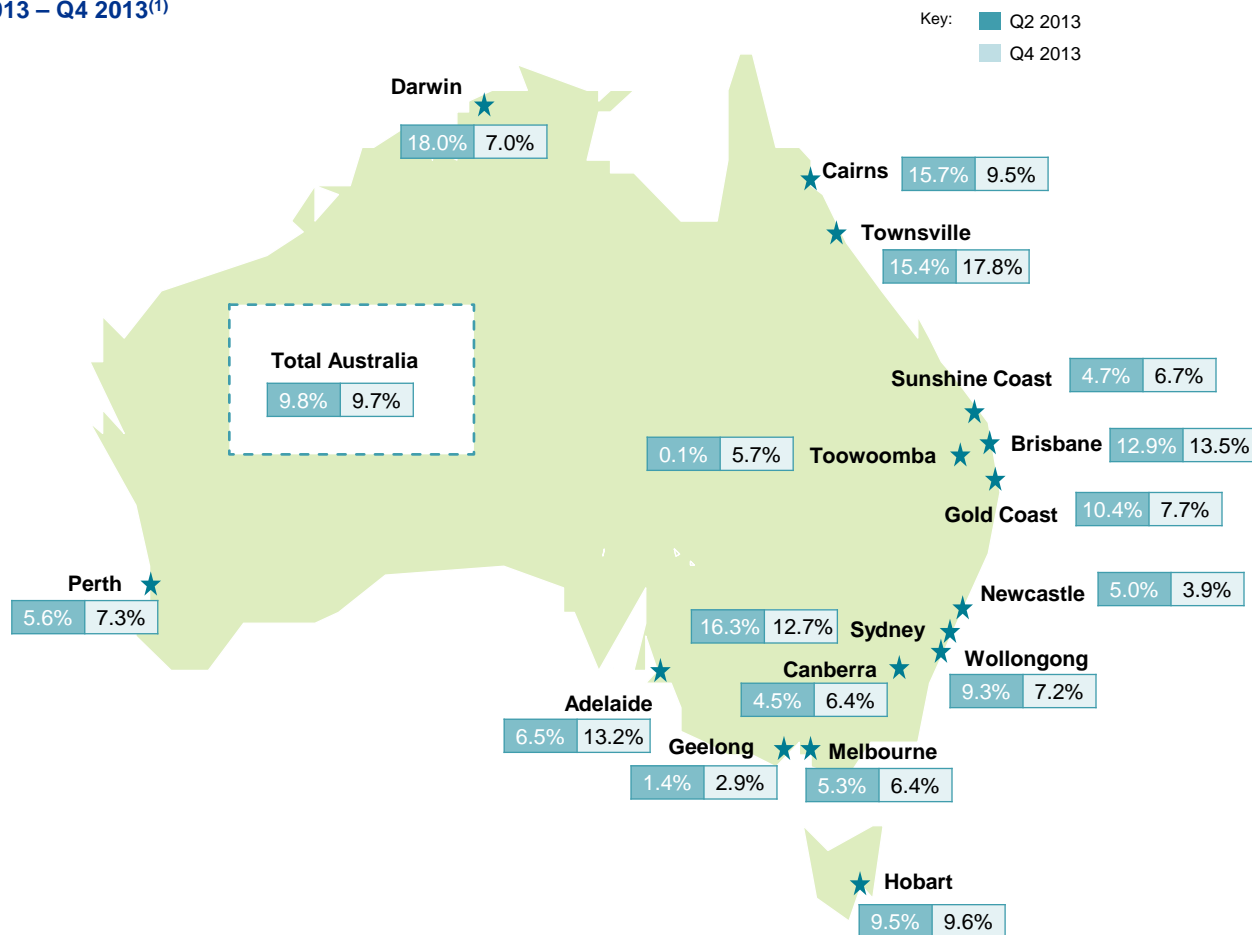 013 – Q4 2013(1)
Key:
Q2 2013
Q4 2013
Darwin
18.0% 7.0%
Cairns 15.7% 9.5%
Townsville
15.4% 17.8%
Total Australia
9.8% 9.7%
Sunshine Coast 4.7% 6.7%
0.1% 5.7% Toowoomba
Brisbane 12.9% 13.5%
Gold Coast 10.4% 7.7%
Perth
5.6% 7.3%
Newcastle 5.0% 3.9%
16.3% 12.7% Sydney
Wollongong
9.3% 7.2%
Canberra
4.5% 6.4%
Adelaide
6.5% 13.2%
Geelong
1.4% 2.9%
Melbourne
5.3% 6.4%
Hobart
9.5% 9.6%